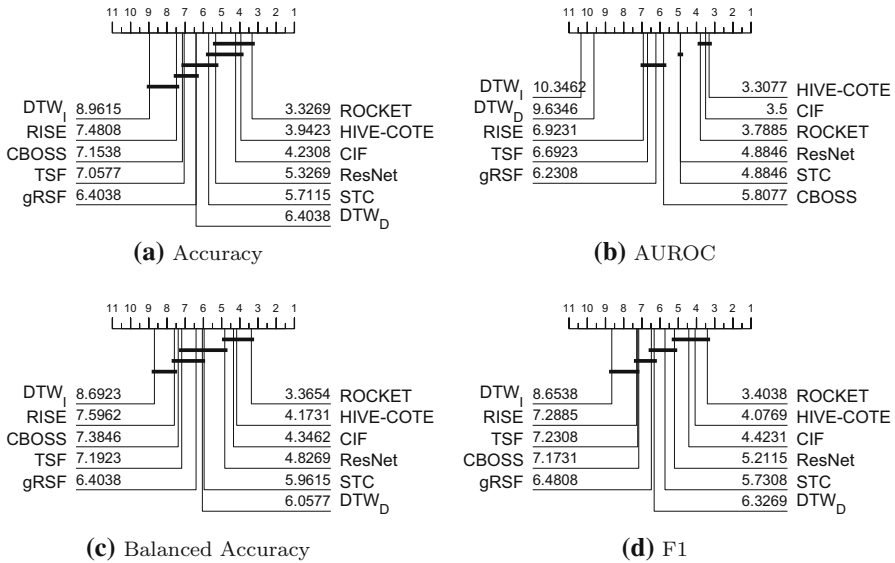 11 10 9 8 7 6 5 4 3 2 1
DTW_I 8.9615 3.3269 ROCKET
RISE 7.4808 3.9423 HIVE-COTE
CBOSS 7.1538 4.2308 CIF
TSF 7.0577 5.3269 ResNet
gRSF 6.4038 5.7115 STC
6.4038 DTW_D
(a) Accuracy
11 10 9 8 7 6 5 4 3 2 1
DTW_I 10.3462 3.3077 HIVE-COTE
DTW_D 9.6346 3.5 CIF
RISE 6.9231 3.7885 ROCKET
TSF 6.6923 4.8846 ResNet
gRSF 6.2308 4.8846 STC
5.8077 CBOSS
(b) AUROC
11 10 9 8 7 6 5 4 3 2 1
DTW_I 8.6923 3.3654 ROCKET
RISE 7.5962 4.1731 HIVE-COTE
CBOSS 7.3846 4.3462 CIF
TSF 7.1923 4.8269 ResNet
gRSF 6.4038 5.9615 STC
6.0577 DTW_D
(c) Balanced Accuracy
11 10 9 8 7 6 5 4 3 2 1
DTW_I 8.6538 3.4038 ROCKET
RISE 7.2885 4.0769 HIVE-COTE
TSF 7.2308 4.4231 CIF
CBOSS 7.1731 5.2115 ResNet
gRSF 6.4808 5.7308 STC
6.3269 DTW_D
(d) F1